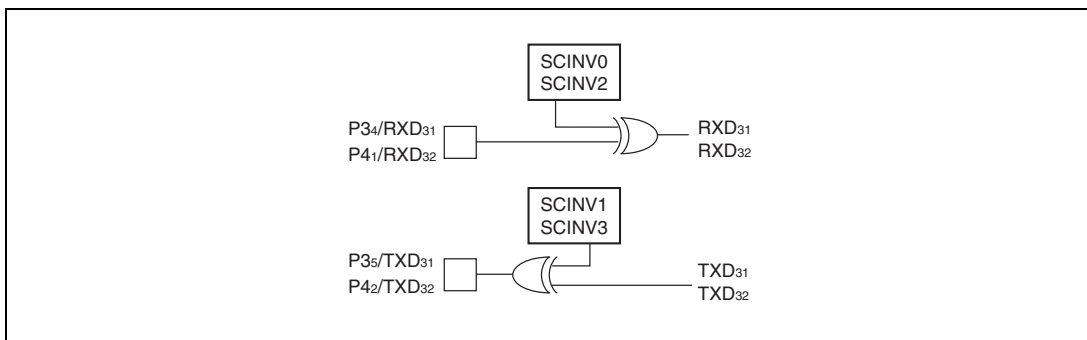 SCINV0
SCINV2
P3₄/RXD₃₁
P4₁/RXD₃₂
RXD₃₁
RXD₃₂
SCINV1
SCINV3
P3₅/TXD₃₁
P4₂/TXD₃₂
TXD₃₁
TXD₃₂